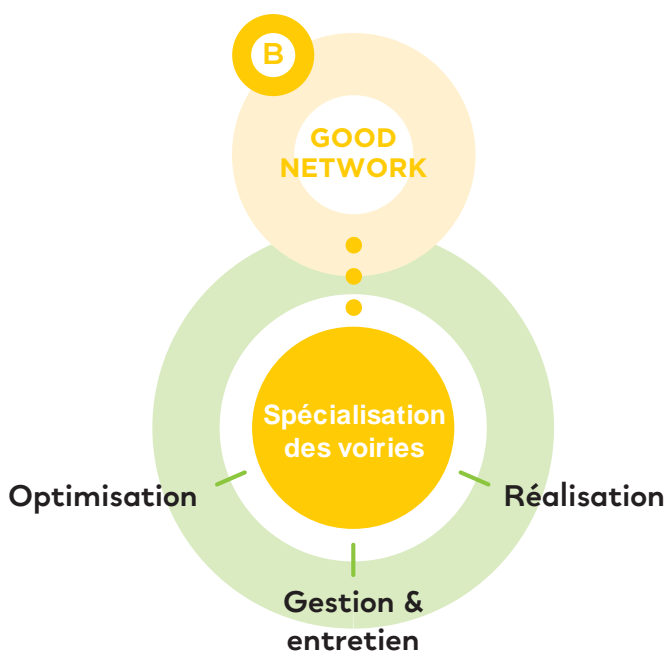 B
GOOD
NETWORK
Spécialisation
des voiries
Optimisation
Réalisation
Gestion &
entretien